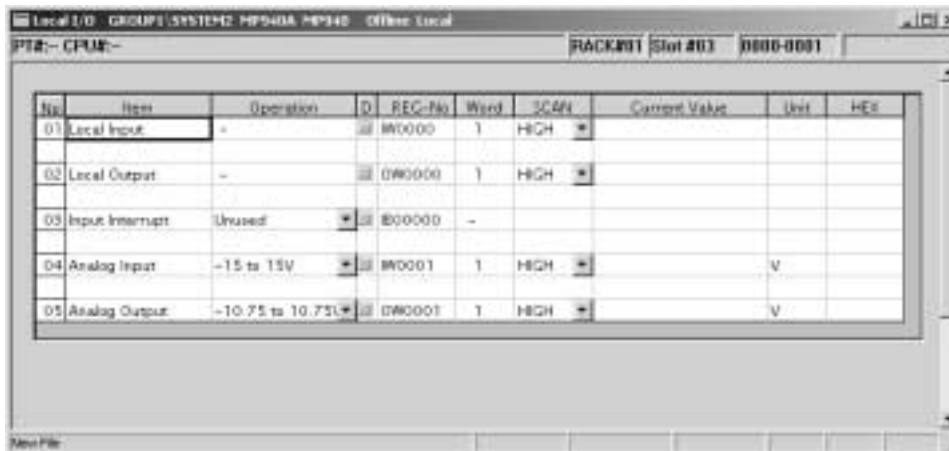 Local I/O GROUP1\SYSTEM2 MP940A MP940 Offline Local
PT#:- CPU#:- RACK#01 Slot #03 0000-0001
No Item Operation D REG-No Word SCAN Current Value Unit HEX
01 Local Input - IW0000 1 HIGH
02 Local Output - OW0000 1 HIGH
03 Input Interrupt Unused IB00000 -
04 Analog Input -15 to 15V IW0001 1 HIGH V
05 Analog Output -10.75 to 10.75V OW0001 1 HIGH V
New File